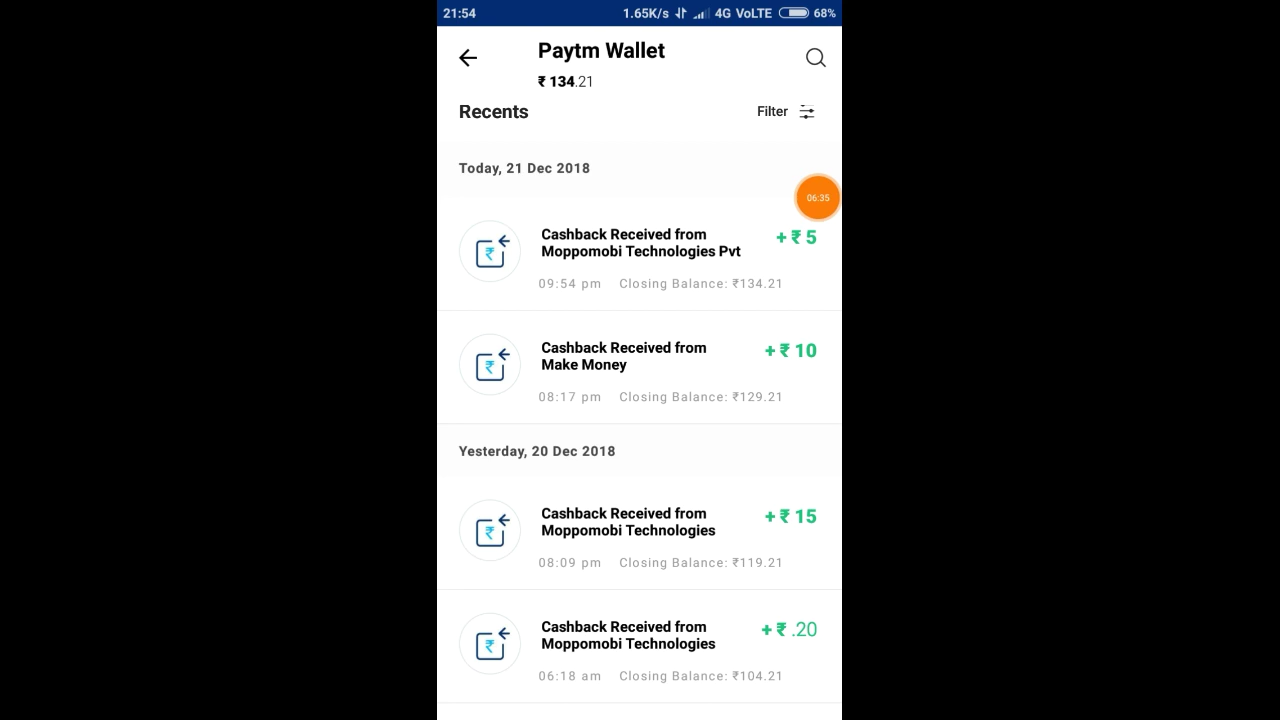 21:54 1.65K/s 4G VoLTE 68%
Paytm Wallet
₹ 134.21
Recents Filter
Today, 21 Dec 2018
06:35
Cashback Received from + ₹ 5
Moppomobi Technologies Pvt
09:54 pm Closing Balance: ₹134.21
Cashback Received from + ₹ 10
Make Money
08:17 pm Closing Balance: ₹129.21
Yesterday, 20 Dec 2018
Cashback Received from + ₹ 15
Moppomobi Technologies
08:09 pm Closing Balance: ₹119.21
Cashback Received from + ₹ .20
Moppomobi Technologies
06:18 am Closing Balance: ₹104.21